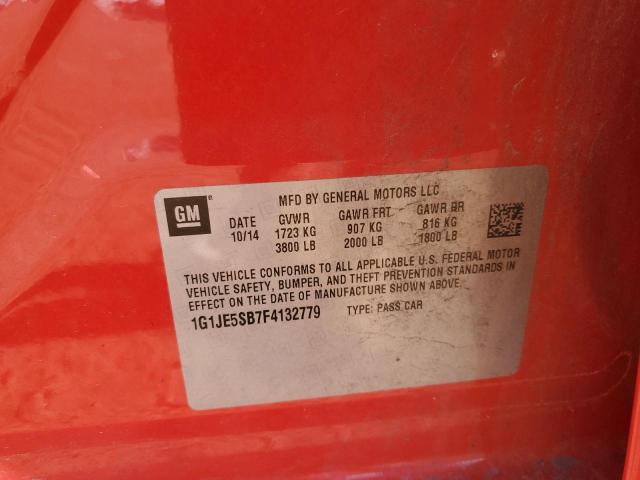 GM
MFD BY GENERAL MOTORS LLC
DATE GVWR GAWR FRT GAWR RR
10/14 1723 KG 907 KG 816 KG
3800 LB 2000 LB 1800 LB
THIS VEHICLE CONFORMS TO ALL APPLICABLE U.S. FEDERAL MOTOR
VEHICLE SAFETY, BUMPER, AND THEFT PREVENTION STANDARDS IN
EFFECT ON THE DATE OF MANUFACTURE SHOWN ABOVE.
1G1JE5SB7F4132779 TYPE: PASS CAR